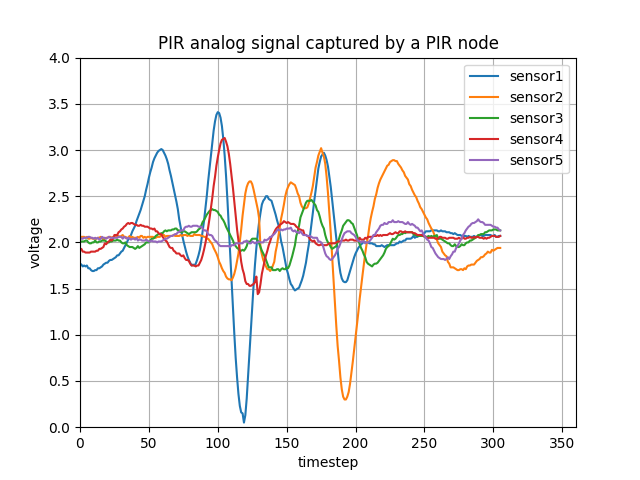 PIR analog signal captured by a PIR node
4.0
3.5
3.0
2.5
2.0
1.5
1.0
0.5
0.0
voltage
sensor1
sensor2
sensor3
sensor4
sensor5
0 50 100 150 200 250 300 350
timestep